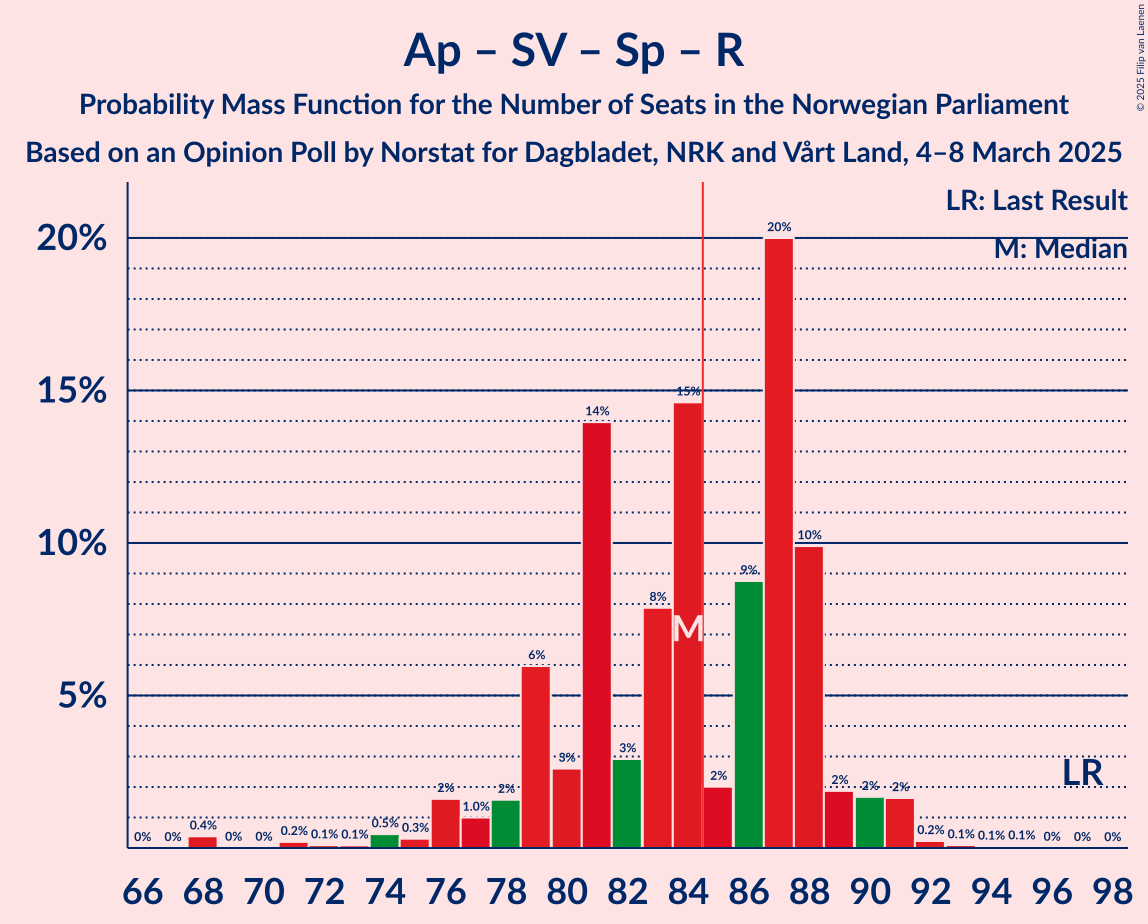 Ap – SV – Sp – R
Probability Mass Function for the Number of Seats in the Norwegian Parliament
Based on an Opinion Poll by Norstat for Dagbladet, NRK and Vårt Land, 4–8 March 2025
© 2025 Filip van Laenen
LR: Last Result
M: Median
20%
15%
10%
5%
0% 0% 0.4% 0% 0% 0.2% 0.1% 0.1% 0.5% 0.3% 2% 1.0% 2% 6% 3% 14% 3% 8% 15% 2% 9% 20% 10% 2% 2% 2% 0.2% 0.1% 0.1% 0.1% 0% 0% 0%
M
LR
66 68 70 72 74 76 78 80 82 84 86 88 90 92 94 96 98